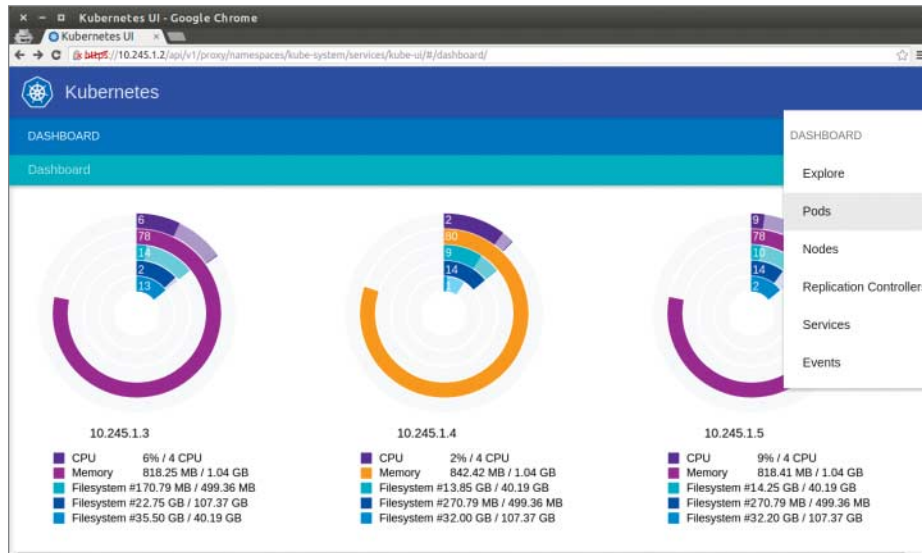 Kubernetes UI - Google Chrome
Kubernetes UI
https://10.245.1.2/api/v1/proxy/namespaces/kube-system/services/kube-ui/#/dashboard/
Kubernetes
DASHBOARD
Dashboard
DASHBOARD
Explore
Pods
Nodes
Replication Controllers
Services
Events
6
78
14
2
13
2
80
9
14
1
9
78
10
14
2
10.245.1.3
CPU 6% / 4 CPU
Memory 818.25 MB / 1.04 GB
Filesystem #170.79 MB / 499.36 MB
Filesystem #22.75 GB / 107.37 GB
Filesystem #35.50 GB / 40.19 GB
10.245.1.4
CPU 2% / 4 CPU
Memory 842.42 MB / 1.04 GB
Filesystem #13.85 GB / 40.19 GB
Filesystem #270.79 MB / 499.36 MB
Filesystem #32.00 GB / 107.37 GB
10.245.1.5
CPU 9% / 4 CPU
Memory 818.41 MB / 1.04 GB
Filesystem #14.25 GB / 40.19 GB
Filesystem #270.79 MB / 499.36 MB
Filesystem #32.20 GB / 107.37 GB